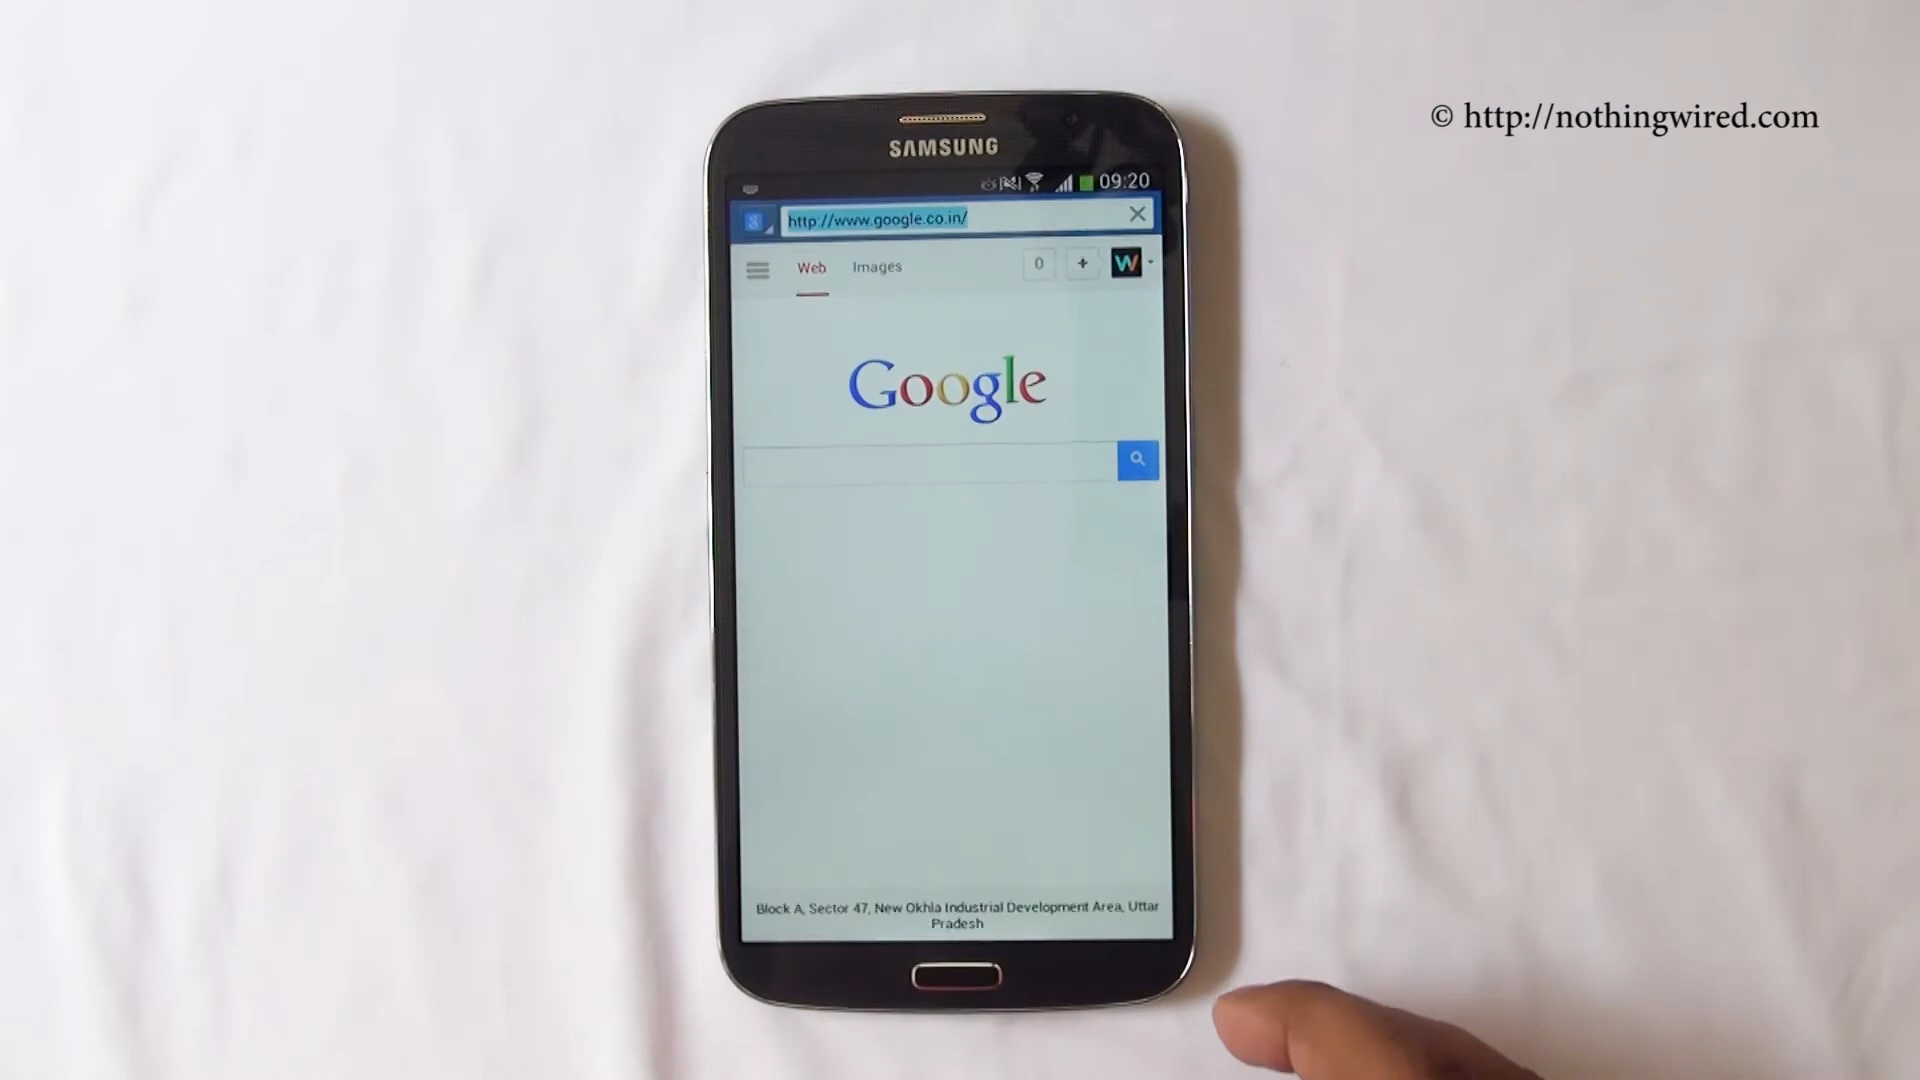 © http://nothingwired.com
SAMSUNG
09:20
http://www.google.co.in/
Web Images 0 +
Google
Block A, Sector 47, New Okhla Industrial Development Area, Uttar
Pradesh